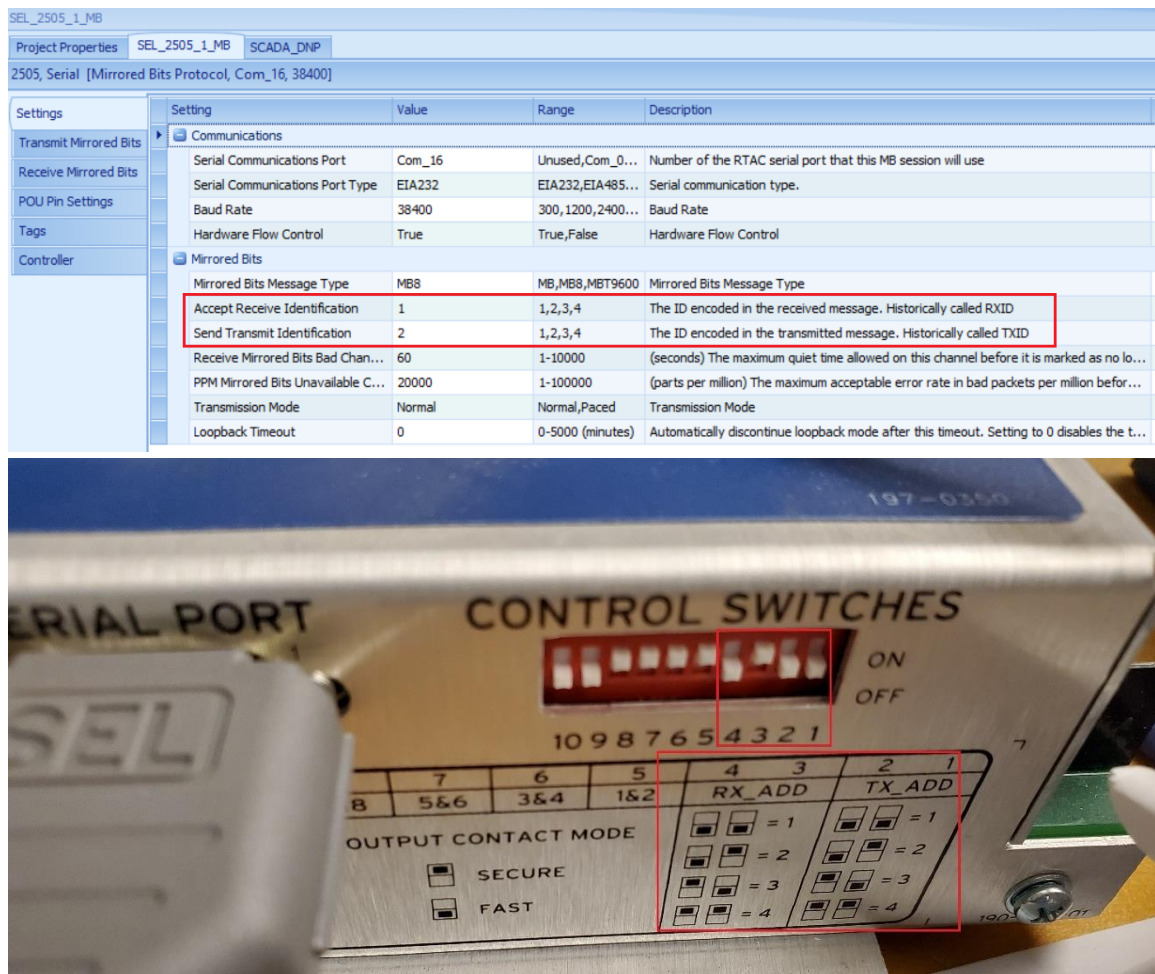 SEL_2505_1_MB
Project Properties SEL_2505_1_MB SCADA_DNP
2505, Serial [Mirrored Bits Protocol, Com_16, 38400]
Settings
Transmit Mirrored Bits
Receive Mirrored Bits
POU Pin Settings
Tags
Controller
Setting Value Range Description
Communications
Serial Communications Port Com_16 Unused,Com_0... Number of the RTAC serial port that this MB session will use
Serial Communications Port Type EIA232 EIA232,EIA485... Serial communication type.
Baud Rate 38400 300,1200,2400... Baud Rate
Hardware Flow Control True True,False Hardware Flow Control
Mirrored Bits
Mirrored Bits Message Type MB8 MB,MB8,MBT9600 Mirrored Bits Message Type
Accept Receive Identification 1 1,2,3,4 The ID encoded in the received message. Historically called RXID
Send Transmit Identification 2 1,2,3,4 The ID encoded in the transmitted message. Historically called TXID
Receive Mirrored Bits Bad Chan... 60 1-10000 (seconds) The maximum quiet time allowed on this channel before it is marked as no lo...
PPM Mirrored Bits Unavailable C... 20000 1-100000 (parts per million) The maximum acceptable error rate in bad packets per million befor...
Transmission Mode Normal Normal,Paced Transmission Mode
Loopback Timeout 0 0-5000 (minutes) Automatically discontinue loopback mode after this timeout. Setting to 0 disables the t...
197-0360
ERIAL PORT
CONTROL SWITCHES
ON
OFF
10 9 8 7 6 5 4 3 2 1
SEL
7 6 5 4 3 2 1
8 5&6 3&4 1&2 RX_ADD TX_ADD
OUTPUT CONTACT MODE
SECURE
FAST
= 1 = 1
= 2 = 2
= 3 = 3
= 4 = 4